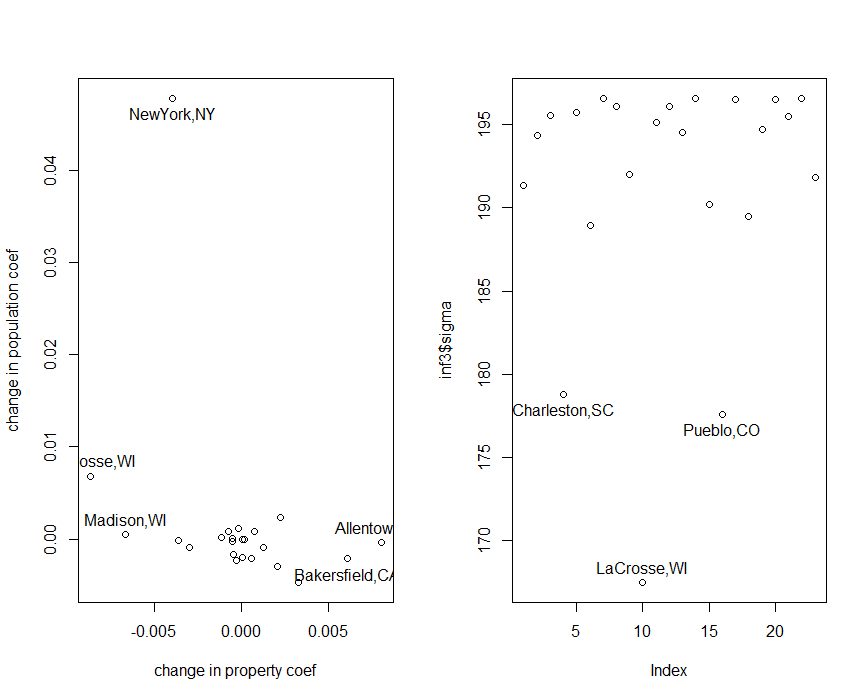 change in population coef
0.04
0.03
0.02
0.01
0.00
NewYork,NY
osse,WI
Madison,WI
Allentow
Bakersfield,CA
-0.005 0.000 0.005
change in property coef
inf3$sigma
195
190
185
180
175
170
Charleston,SC
Pueblo,CO
LaCrosse,WI
5 10 15 20
Index